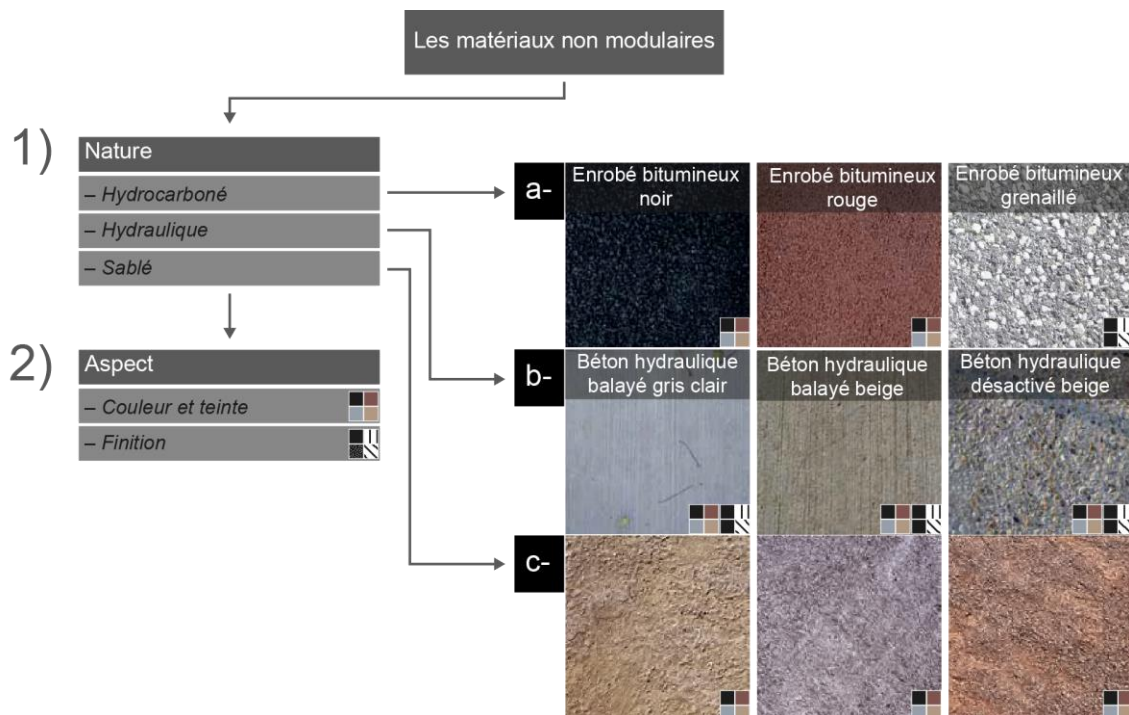 Les matériaux non modulaires
1)
Nature
– Hydrocarboné
– Hydraulique
– Sablé
2)
Aspect
– Couleur et teinte
– Finition
a-
Enrobé bitumineux
noir
Enrobé bitumineux
rouge
Enrobé bitumineux
grenaillé
b-
Béton hydraulique
balayé gris clair
Béton hydraulique
balayé beige
Béton hydraulique
désactivé beige
c-